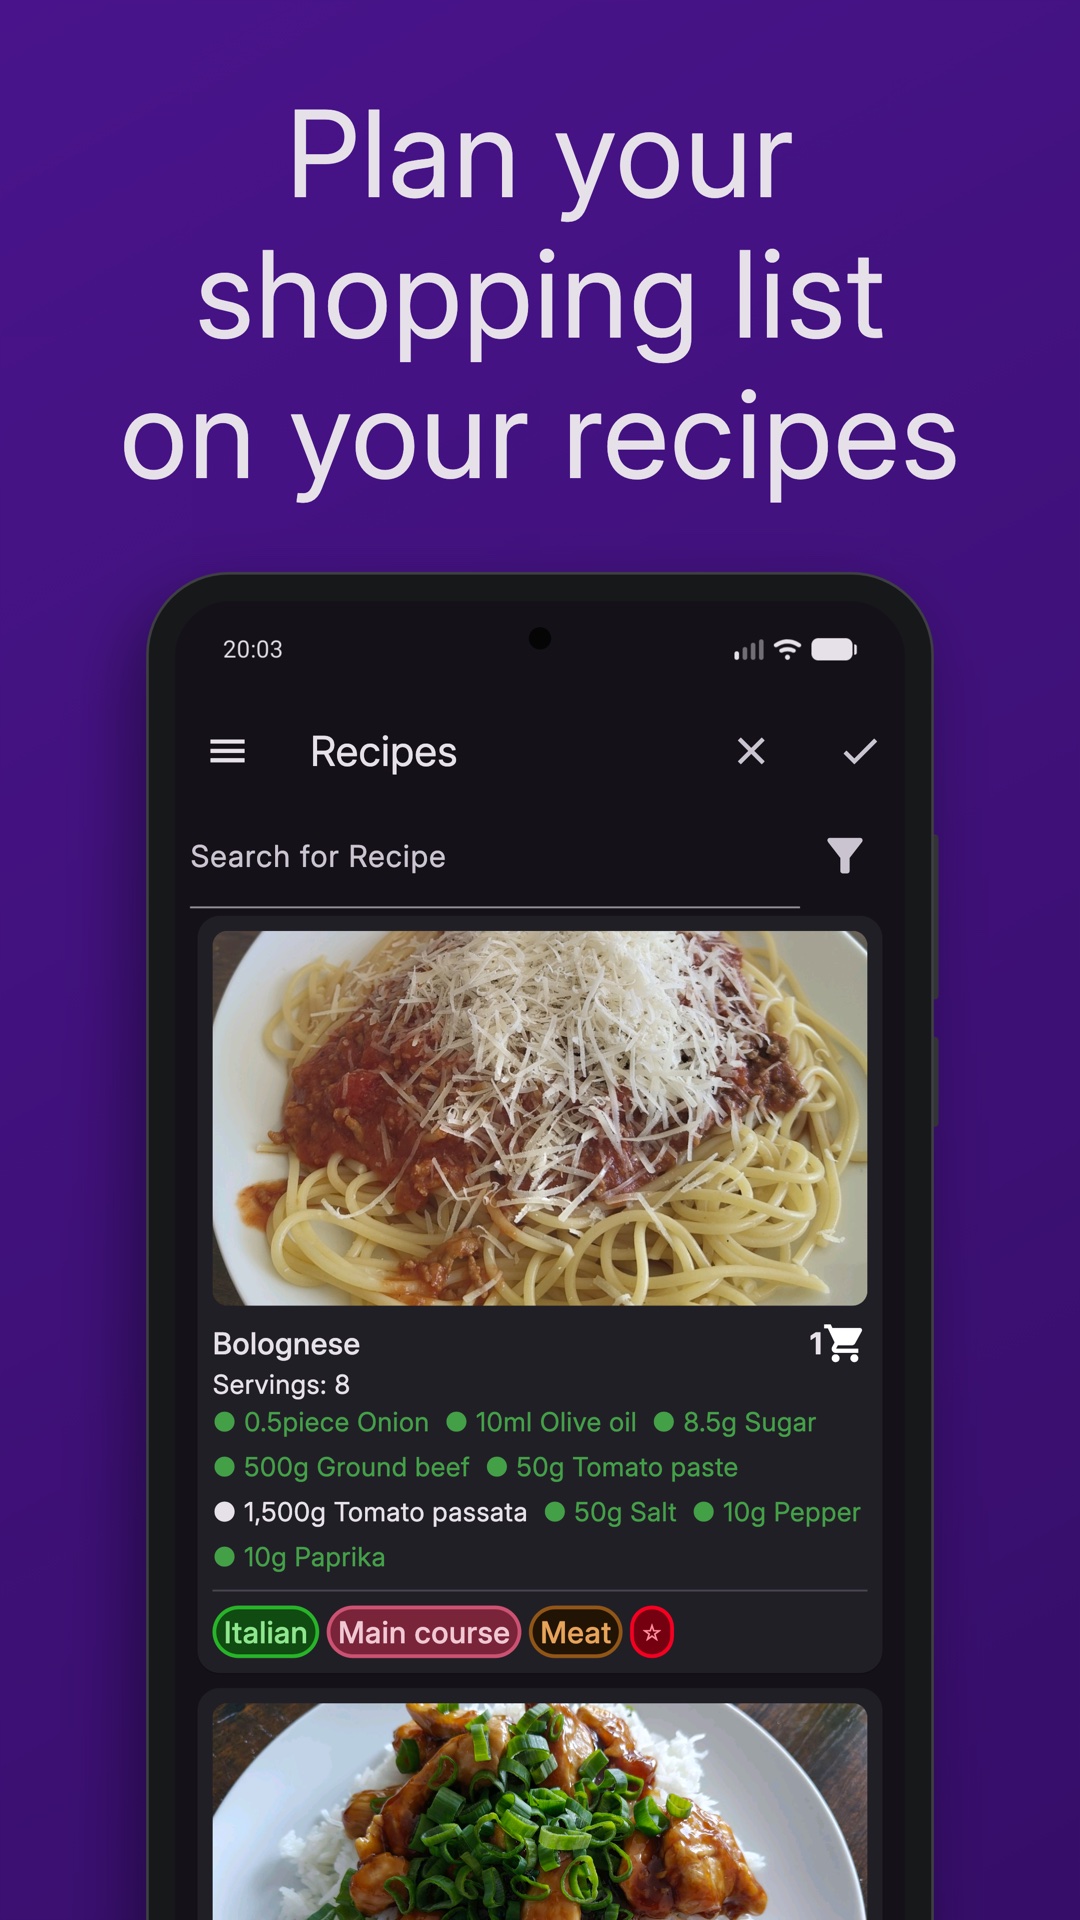 Plan your
shopping list
on your recipes
20:03
Recipes
Search for Recipe
Bolognese 1
Servings: 8
0.5piece Onion 10ml Olive oil 8.5g Sugar
500g Ground beef 50g Tomato paste
1,500g Tomato passata 50g Salt 10g Pepper
10g Paprika
Italian Main course Meat ☆